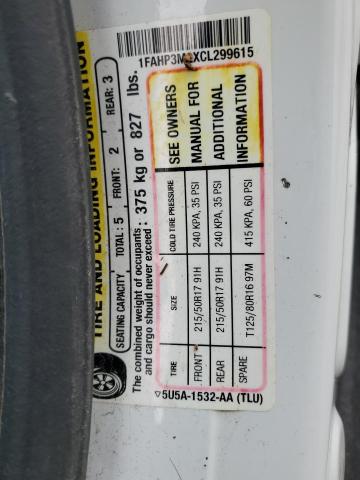 TIRE AND LOADING INFORMATION
SEATING CAPACITY TOTAL: 5 FRONT: 2 REAR: 3
The combined weight of occupants
and cargo should never exceed : 375 kg or 827 lbs.
TIRE SIZE COLD TIRE PRESSURE SEE OWNERS
FRONT 215/50R17 91H 240 KPA, 35 PSI MANUAL FOR
REAR 215/50R17 91H 240 KPA, 35 PSI ADDITIONAL
SPARE T125/80R16 97M 415 KPA, 60 PSI INFORMATION
5U5A-1532-AA (TLU)